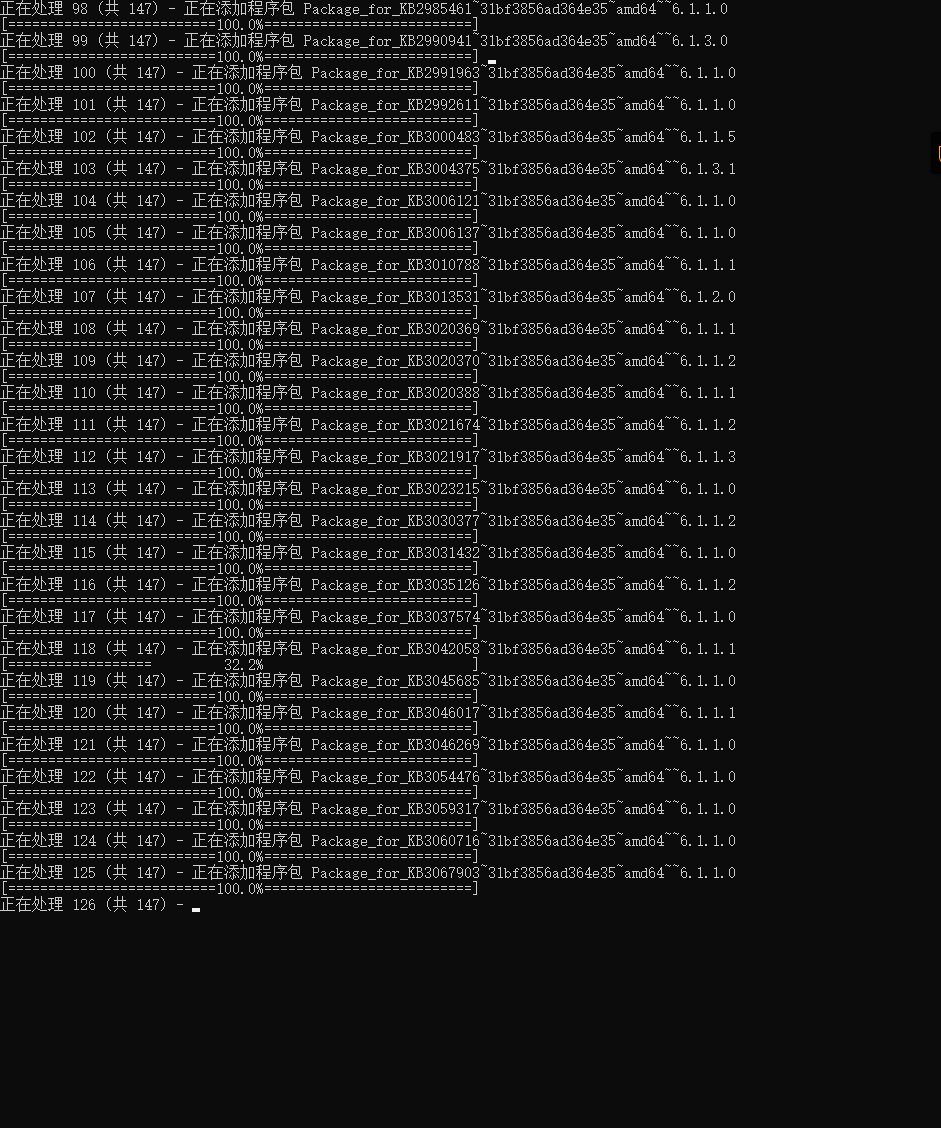 正在处理 98 (共 147) - 正在添加程序包 Package_for_KB2985461~31bf3856ad364e35~amd64~~6.1.1.0
[==========================100.0%==========================]
正在处理 99 (共 147) - 正在添加程序包 Package_for_KB2990941~31bf3856ad364e35~amd64~~6.1.3.0
[==========================100.0%==========================]
正在处理 100 (共 147) - 正在添加程序包 Package_for_KB2991963~31bf3856ad364e35~amd64~~6.1.1.0
[==========================100.0%==========================]
正在处理 101 (共 147) - 正在添加程序包 Package_for_KB2992611~31bf3856ad364e35~amd64~~6.1.1.0
[==========================100.0%==========================]
正在处理 102 (共 147) - 正在添加程序包 Package_for_KB3000483~31bf3856ad364e35~amd64~~6.1.1.5
[==========================100.0%==========================]
正在处理 103 (共 147) - 正在添加程序包 Package_for_KB3004375~31bf3856ad364e35~amd64~~6.1.3.1
[==========================100.0%==========================]
正在处理 104 (共 147) - 正在添加程序包 Package_for_KB3006121~31bf3856ad364e35~amd64~~6.1.1.0
[==========================100.0%==========================]
正在处理 105 (共 147) - 正在添加程序包 Package_for_KB3006137~31bf3856ad364e35~amd64~~6.1.1.0
[==========================100.0%==========================]
正在处理 106 (共 147) - 正在添加程序包 Package_for_KB3010788~31bf3856ad364e35~amd64~~6.1.1.1
[==========================100.0%==========================]
正在处理 107 (共 147) - 正在添加程序包 Package_for_KB3013531~31bf3856ad364e35~amd64~~6.1.2.0
[==========================100.0%==========================]
正在处理 108 (共 147) - 正在添加程序包 Package_for_KB3020369~31bf3856ad364e35~amd64~~6.1.1.1
[==========================100.0%==========================]
正在处理 109 (共 147) - 正在添加程序包 Package_for_KB3020370~31bf3856ad364e35~amd64~~6.1.1.2
[==========================100.0%==========================]
正在处理 110 (共 147) - 正在添加程序包 Package_for_KB3020388~31bf3856ad364e35~amd64~~6.1.1.1
[==========================100.0%==========================]
正在处理 111 (共 147) - 正在添加程序包 Package_for_KB3021674~31bf3856ad364e35~amd64~~6.1.1.2
[==========================100.0%==========================]
正在处理 112 (共 147) - 正在添加程序包 Package_for_KB3021917~31bf3856ad364e35~amd64~~6.1.1.3
[==========================100.0%==========================]
正在处理 113 (共 147) - 正在添加程序包 Package_for_KB3023215~31bf3856ad364e35~amd64~~6.1.1.0
[==========================100.0%==========================]
正在处理 114 (共 147) - 正在添加程序包 Package_for_KB3030377~31bf3856ad364e35~amd64~~6.1.1.2
[==========================100.0%==========================]
正在处理 115 (共 147) - 正在添加程序包 Package_for_KB3031432~31bf3856ad364e35~amd64~~6.1.1.0
[==========================100.0%==========================]
正在处理 116 (共 147) - 正在添加程序包 Package_for_KB3035126~31bf3856ad364e35~amd64~~6.1.1.2
[==========================100.0%==========================]
正在处理 117 (共 147) - 正在添加程序包 Package_for_KB3037574~31bf3856ad364e35~amd64~~6.1.1.0
[==========================100.0%==========================]
正在处理 118 (共 147) - 正在添加程序包 Package_for_KB3042058~31bf3856ad364e35~amd64~~6.1.1.1
[==================         32.2%                          ]
正在处理 119 (共 147) - 正在添加程序包 Package_for_KB3045685~31bf3856ad364e35~amd64~~6.1.1.0
[==========================100.0%==========================]
正在处理 120 (共 147) - 正在添加程序包 Package_for_KB3046017~31bf3856ad364e35~amd64~~6.1.1.1
[==========================100.0%==========================]
正在处理 121 (共 147) - 正在添加程序包 Package_for_KB3046269~31bf3856ad364e35~amd64~~6.1.1.0
[==========================100.0%==========================]
正在处理 122 (共 147) - 正在添加程序包 Package_for_KB3054476~31bf3856ad364e35~amd64~~6.1.1.0
[==========================100.0%==========================]
正在处理 123 (共 147) - 正在添加程序包 Package_for_KB3059317~31bf3856ad364e35~amd64~~6.1.1.0
[==========================100.0%==========================]
正在处理 124 (共 147) - 正在添加程序包 Package_for_KB3060716~31bf3856ad364e35~amd64~~6.1.1.0
[==========================100.0%==========================]
正在处理 125 (共 147) - 正在添加程序包 Package_for_KB3067903~31bf3856ad364e35~amd64~~6.1.1.0
[==========================100.0%==========================]
正在处理 126 (共 147) -